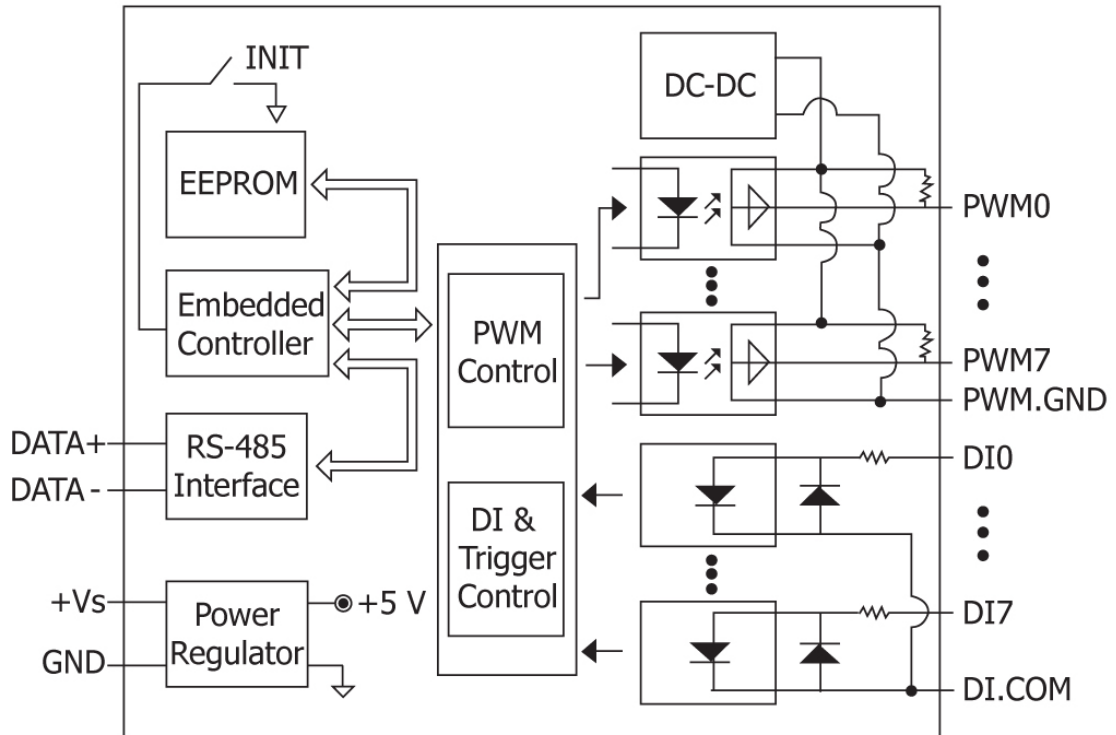 INIT
DC-DC
EEPROM
PWM0
Embedded
Controller
PWM
Control
PWM7
PWM.GND
DATA+
DATA-
RS-485
Interface
DI0
DI &
Trigger
Control
+Vs
GND
Power
Regulator
+5 V
DI7
DI.COM